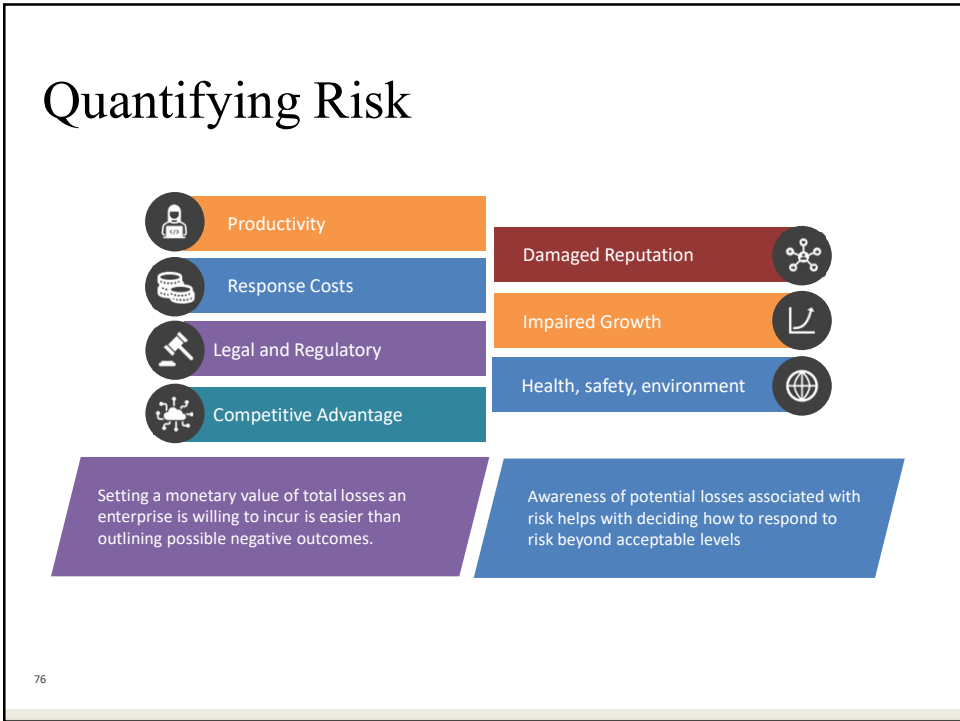 Quantifying Risk
Productivity
Response Costs
Legal and Regulatory
Competitive Advantage
Damaged Reputation
Impaired Growth
Health, safety, environment
Setting a monetary value of total losses an
enterprise is willing to incur is easier than
outlining possible negative outcomes.
Awareness of potential losses associated with
risk helps with deciding how to respond to
risk beyond acceptable levels
76